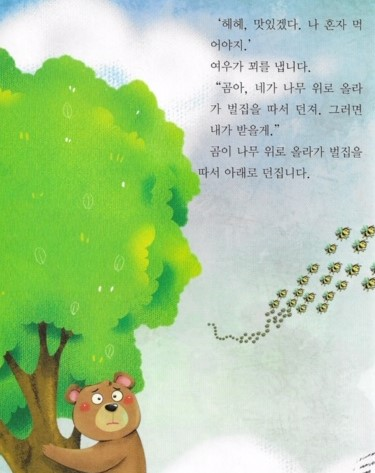 ‘헤헤, 맛있겠다. 나 혼자 먹
어야지.’
여우가 꾀를 냅니다.
“곰아, 네가 나무 위로 올라
가 벌집을 따서 던져. 그러면
내가 받을게.”
곰이 나무 위로 올라가 벌집을
따서 아래로 던집니다.